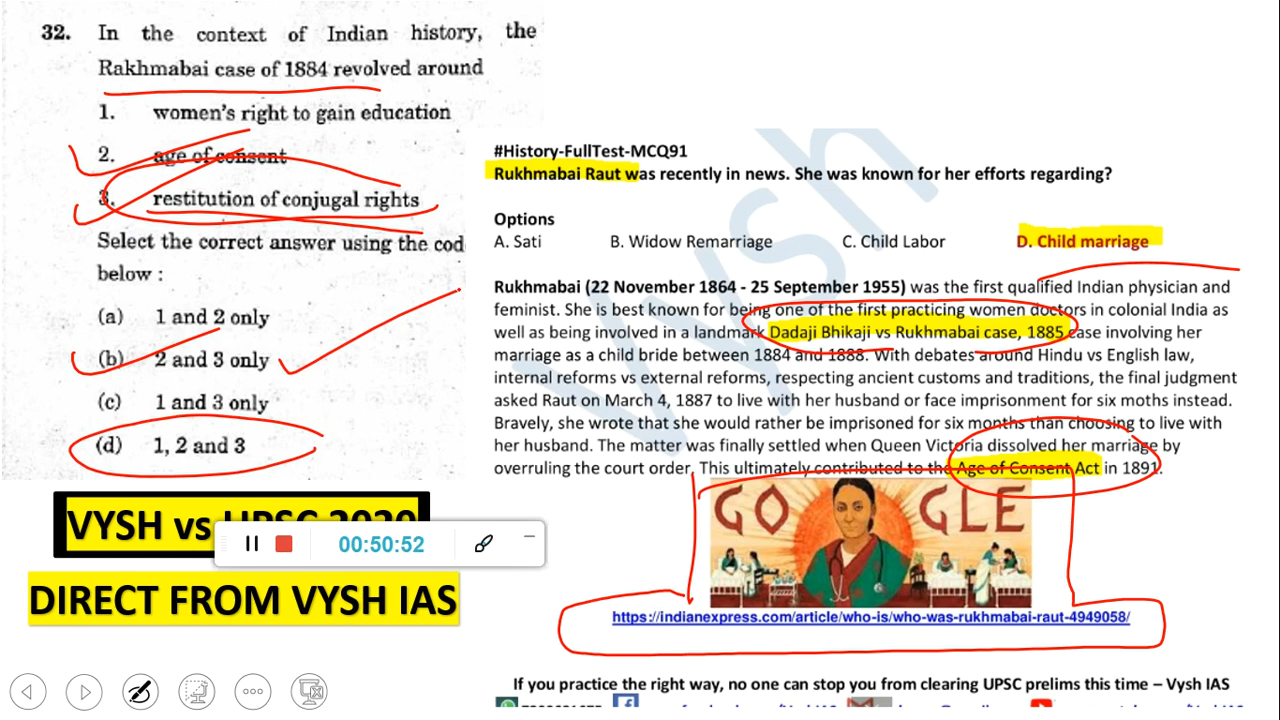 32. In the context of Indian history, the
Rakhmabai case of 1884 revolved around
1. women's right to gain education
2. age of consent
3. restitution of conjugal rights
Select the correct answer using the cod
below :
(a) 1 and 2 only
(b) 2 and 3 only
(c) 1 and 3 only
(d) 1, 2 and 3
VYSH vs UPSC 2020
00:50:52
DIRECT FROM VYSH IAS
Vysh
#History-FullTest-MCQ91
Rukhmabai Raut was recently in news. She was known for her efforts regarding?
Options
A. Sati B. Widow Remarriage C. Child Labor D. Child marriage
Rukhmabai (22 November 1864 - 25 September 1955) was the first qualified Indian physician and
feminist. She is best known for being one of the first practicing women doctors in colonial India as
well as being involved in a landmark Dadaji Bhikaji vs Rukhmabai case, 1885 case involving her
marriage as a child bride between 1884 and 1888. With debates around Hindu vs English law,
internal reforms vs external reforms, respecting ancient customs and traditions, the final judgment
asked Raut on March 4, 1887 to live with her husband or face imprisonment for six moths instead.
Bravely, she wrote that she would rather be imprisoned for six months than choosing to live with
her husband. The matter was finally settled when Queen Victoria dissolved her marriage by
overruling the court order. This ultimately contributed to the Age of Consent Act in 1891.
GO GLE
https://indianexpress.com/article/who-is/who-was-rukhmabai-raut-4949058/
If you practice the right way, no one can stop you from clearing UPSC prelims this time – Vysh IAS